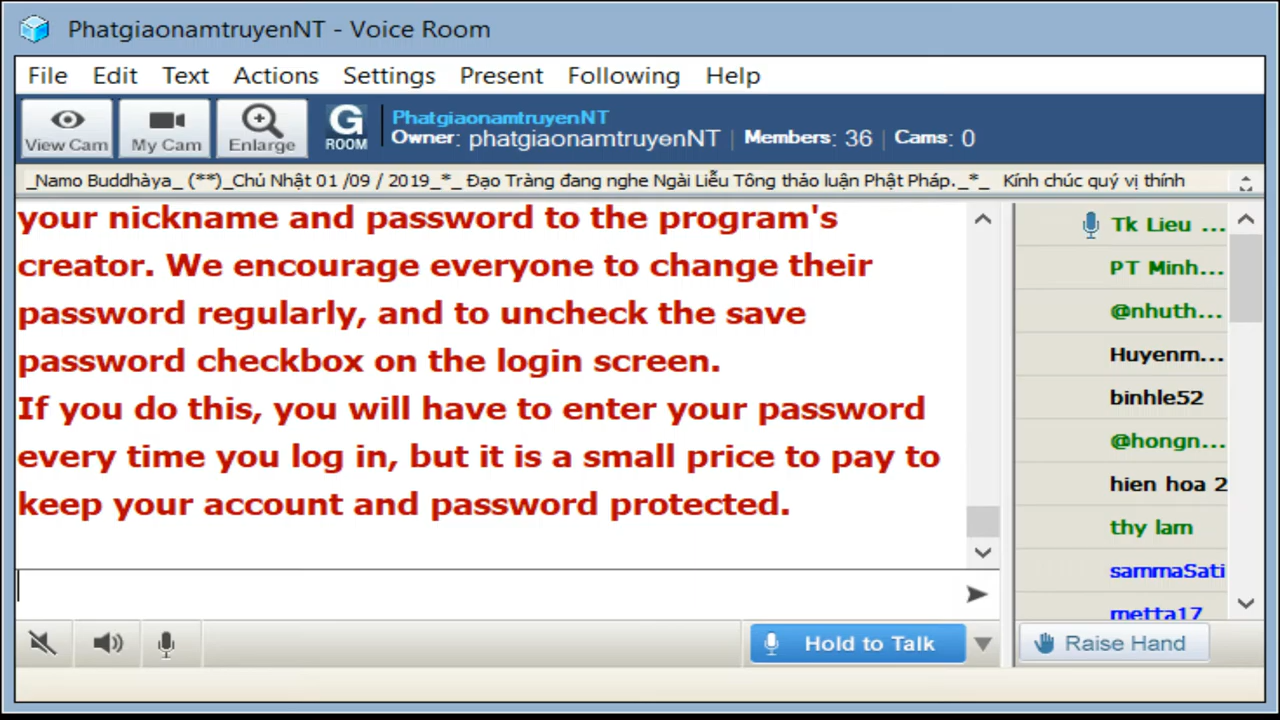 PhatgiaonamtruyenNT - Voice Room
File Edit Text Actions Settings Present Following Help
View Cam My Cam Enlarge G ROOM
PhatgiaonamtruyenNT
Owner: phatgiaonamtruyenNT | Members: 36 | Cams: 0
_Namo Buddhàya_ (**)_Chủ Nhật 01 /09 / 2019_*_ Đạo Tràng đang nghe Ngài Liễu Tông thảo luận Phật Pháp._*_ Kính chúc quý vị thính
your nickname and password to the program's
creator. We encourage everyone to change their
password regularly, and to uncheck the save
password checkbox on the login screen.
If you do this, you will have to enter your password
every time you log in, but it is a small price to pay to
keep your account and password protected.
Tk Lieu ...
PT Minh...
@nhuth...
Huyenm...
binhle52
@hongn...
hien hoa 2
thy lam
sammaSati
metta17
Hold to Talk
Raise Hand